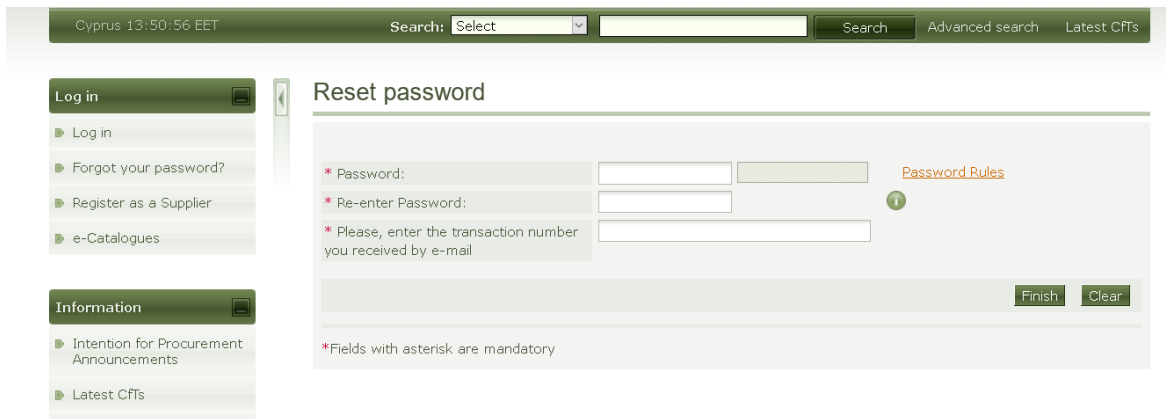 Cyprus 13:50:56 EET
Search:
Select
Search
Advanced search
Latest CfTs
Log in
Log in
Forgot your password?
Register as a Supplier
e-Catalogues
Information
Intention for Procurement
Announcements
Latest CfTs
Reset password
* Password:
Password Rules
* Re-enter Password:
* Please, enter the transaction number
you received by e-mail
Finish
Clear
*Fields with asterisk are mandatory